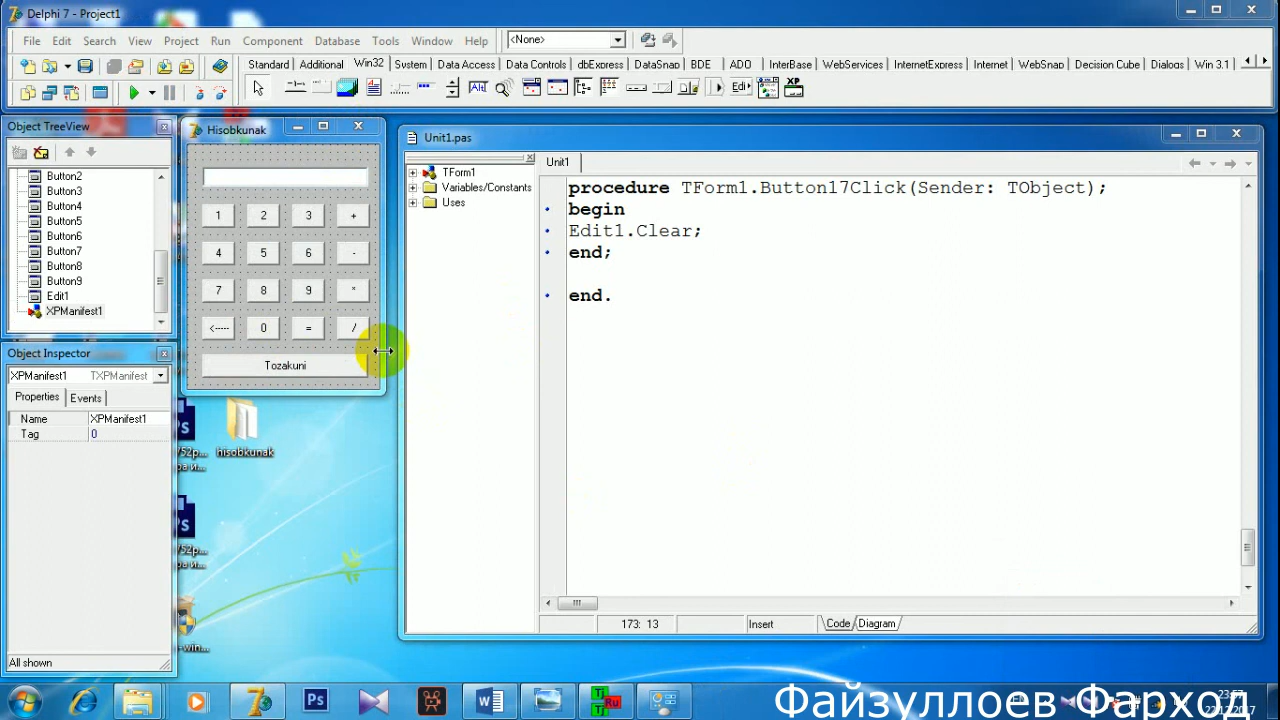 Delphi 7 - Project1
File Edit Search View Project Run Component Database Tools Window Help
<None>
Standard Additional Win32 System Data Access Data Controls dbExpress DataSnap BDE ADO InterBase WebServices InternetExpress Internet WebSnap Decision Cube Dialogs Win 3.1
Object TreeView
Button2
Button3
Button4
Button5
Button6
Button7
Button8
Button9
Edit1
XPManifest1
Hisobkunak
1 2 3 +
4 5 6 -
7 8 9 *
<---- 0 = /
Tozakuni
Unit1.pas
TForm1
Variables/Constants
Uses
Unit1
procedure TForm1.Button17Click(Sender: TObject);
begin
Edit1.Clear;
end;
end.
173: 13
Insert
Code Diagram
Object Inspector
XPManifest1 TXPManifest
Properties Events
Name XPManifest1
Tag 0
All shown
hisobkunak
Ps
Файзуллоев Фарход